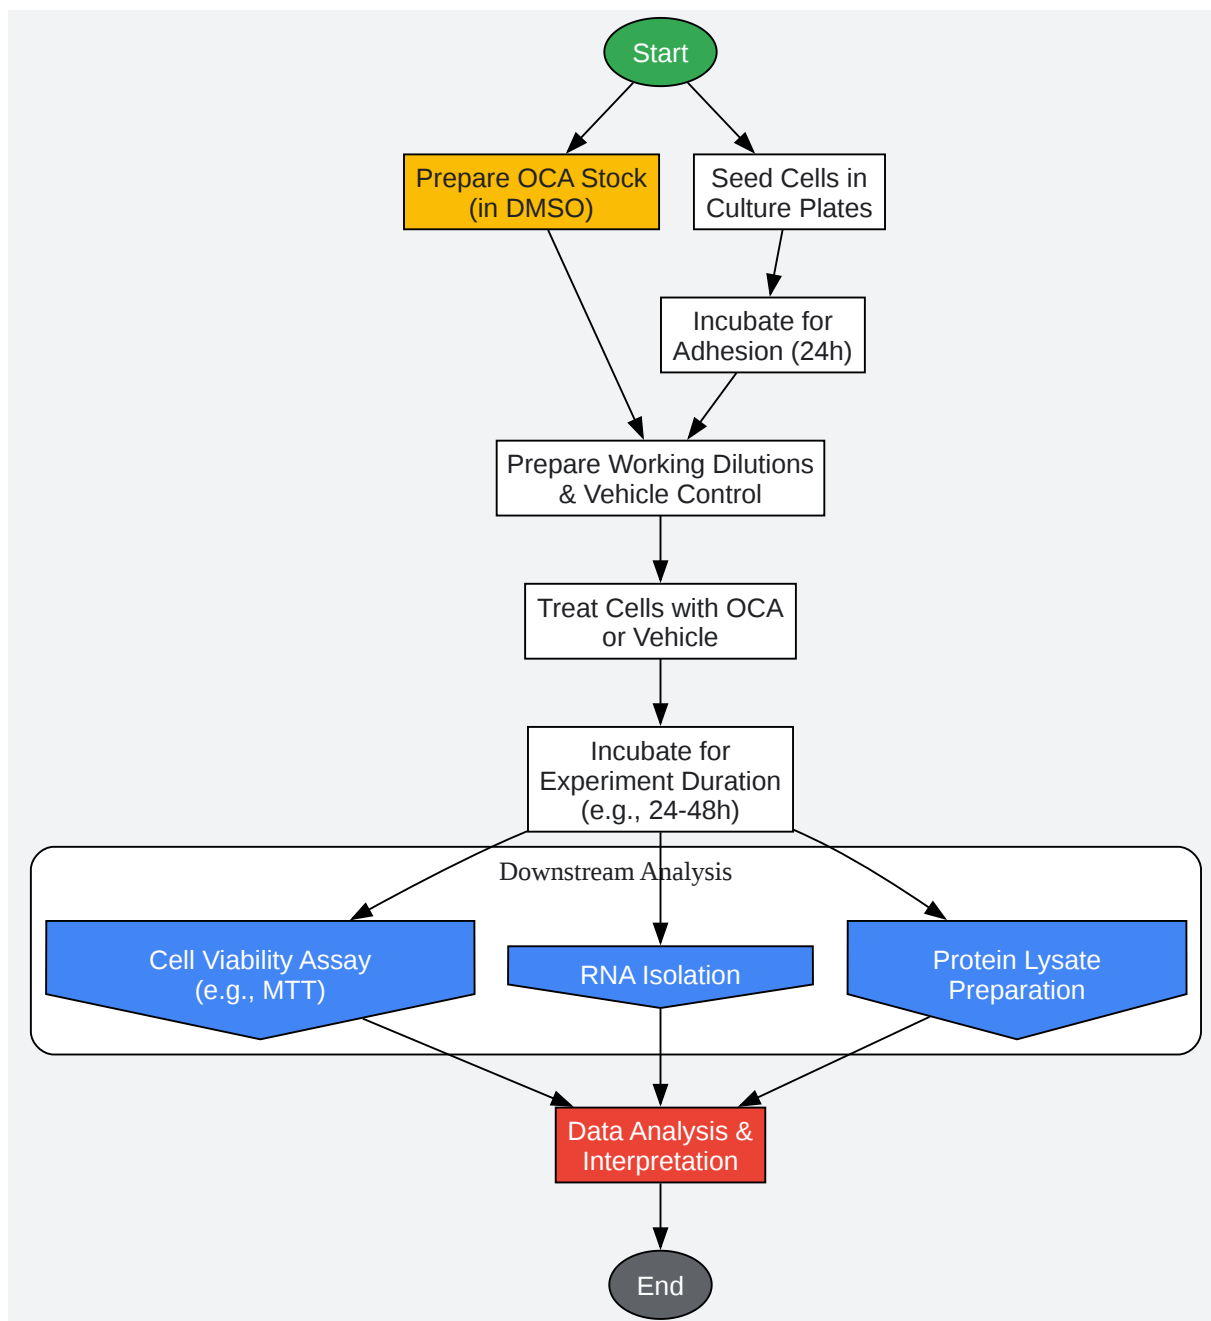 Start
Prepare OCA Stock
(in DMSO)
Seed Cells in
Culture Plates
Incubate for
Adhesion (24h)
Prepare Working Dilutions
& Vehicle Control
Treat Cells with OCA
or Vehicle
Incubate for
Experiment Duration
(e.g., 24-48h)
Downstream Analysis
Cell Viability Assay
(e.g., MTT)
RNA Isolation
Protein Lysate
Preparation
Data Analysis &
Interpretation
End